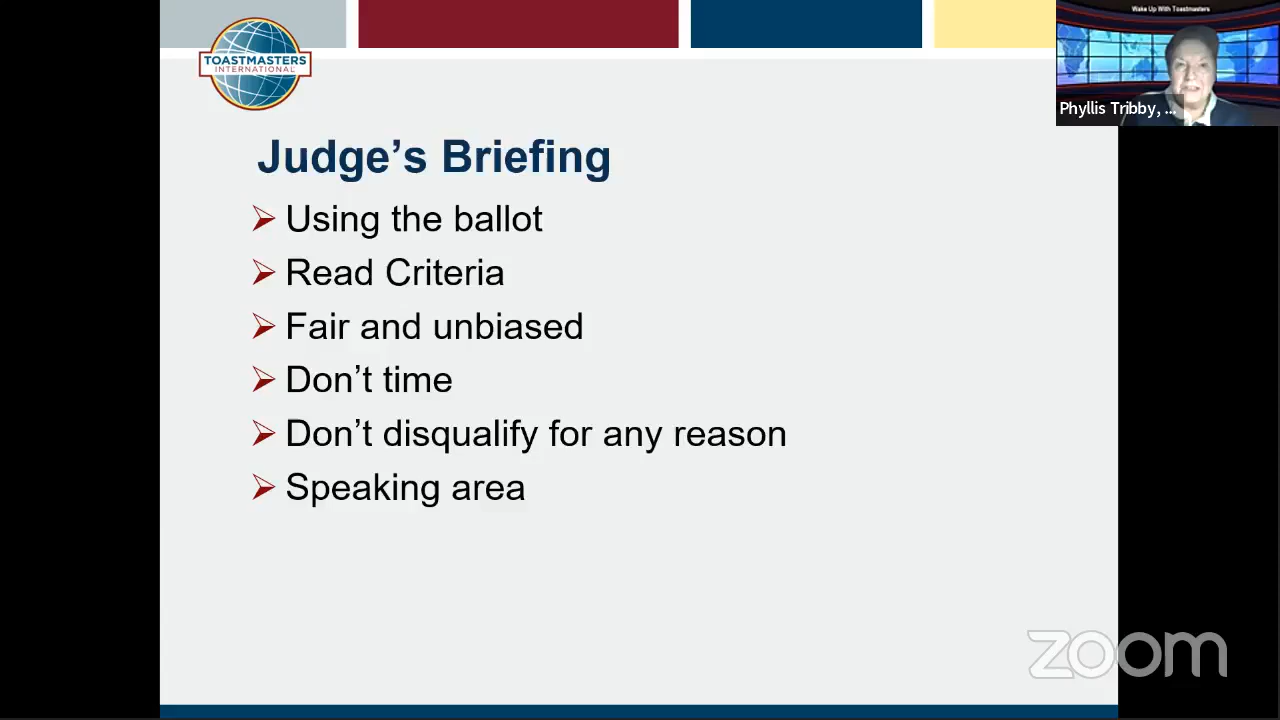 Wake Up With Toastmasters
TOASTMASTERS
INTERNATIONAL
Phyllis Tribby, ...
Judge’s Briefing
Using the ballot
Read Criteria
Fair and unbiased
Don’t time
Don’t disqualify for any reason
Speaking area
zoom